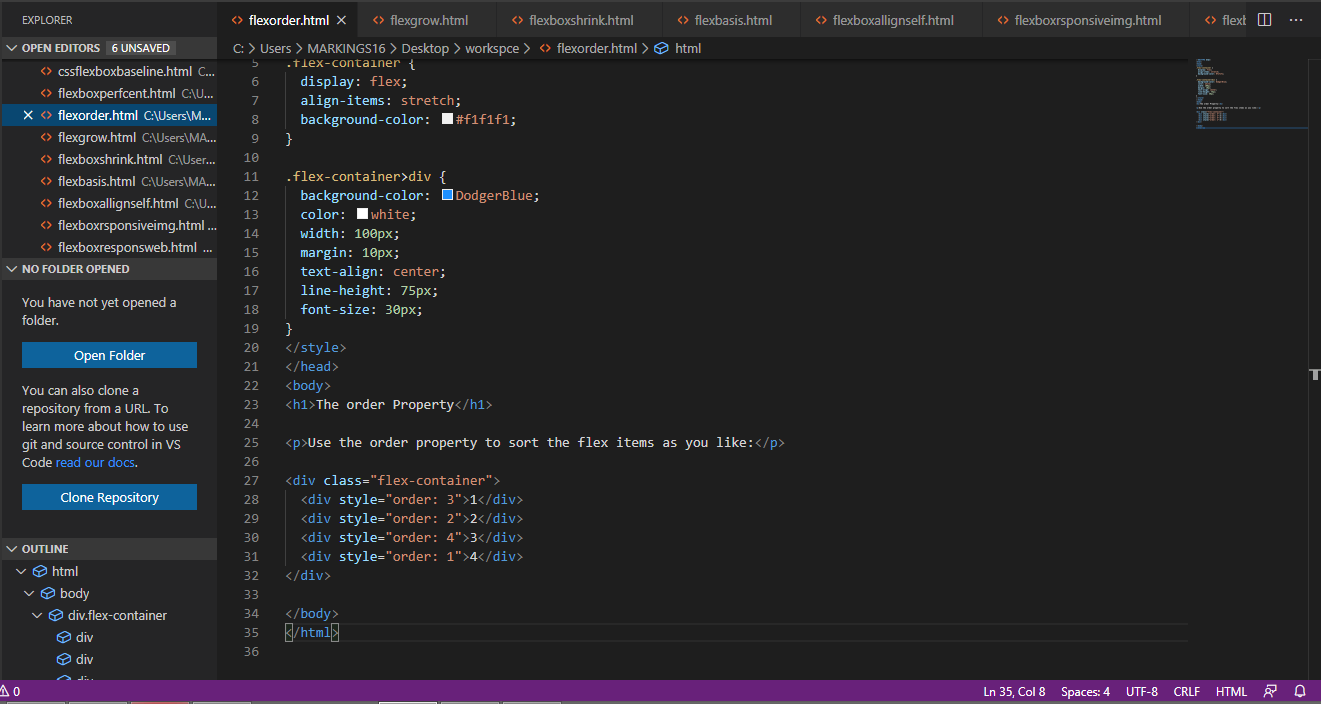 EXPLORER
OPEN EDITORS 6 UNSAVED
cssflexboxbaseline.html C...
flexboxperfcent.html C:\U...
flexorder.html C:\Users\M...
flexgrow.html C:\Users\MA...
flexboxshrink.html C:\User...
flexbasis.html C:\Users\MA...
flexboxallignself.html C:\U...
flexboxrsponsiveimg.html ...
flexboxresponsweb.html ...
NO FOLDER OPENED
You have not yet opened a
folder.
Open Folder
You can also clone a
repository from a URL. To
learn more about how to use
git and source control in VS
Code read our docs.
Clone Repository
OUTLINE
html
body
div.flex-container
div
div
div
flexorder.html flexgrow.html flexboxshrink.html flexbasis.html flexboxallignself.html flexboxrsponsiveimg.html
C: > Users > MARKINGS16 > Desktop > workspce > flexorder.html > html
5 .flex-container {
6 display: flex;
7 align-items: stretch;
8 background-color: #f1f1f1;
9 }
10
11 .flex-container>div {
12 background-color: DodgerBlue;
13 color: white;
14 width: 100px;
15 margin: 10px;
16 text-align: center;
17 line-height: 75px;
18 font-size: 30px;
19 }
20 </style>
21 </head>
22 <body>
23 <h1>The order Property</h1>
24
25 <p>Use the order property to sort the flex items as you like:</p>
26
27 <div class="flex-container">
28 <div style="order: 3">1</div>
29 <div style="order: 2">2</div>
30 <div style="order: 4">3</div>
31 <div style="order: 1">4</div>
32 </div>
33
34 </body>
35 </html>
36
0 Ln 35, Col 8 Spaces: 4 UTF-8 CRLF HTML